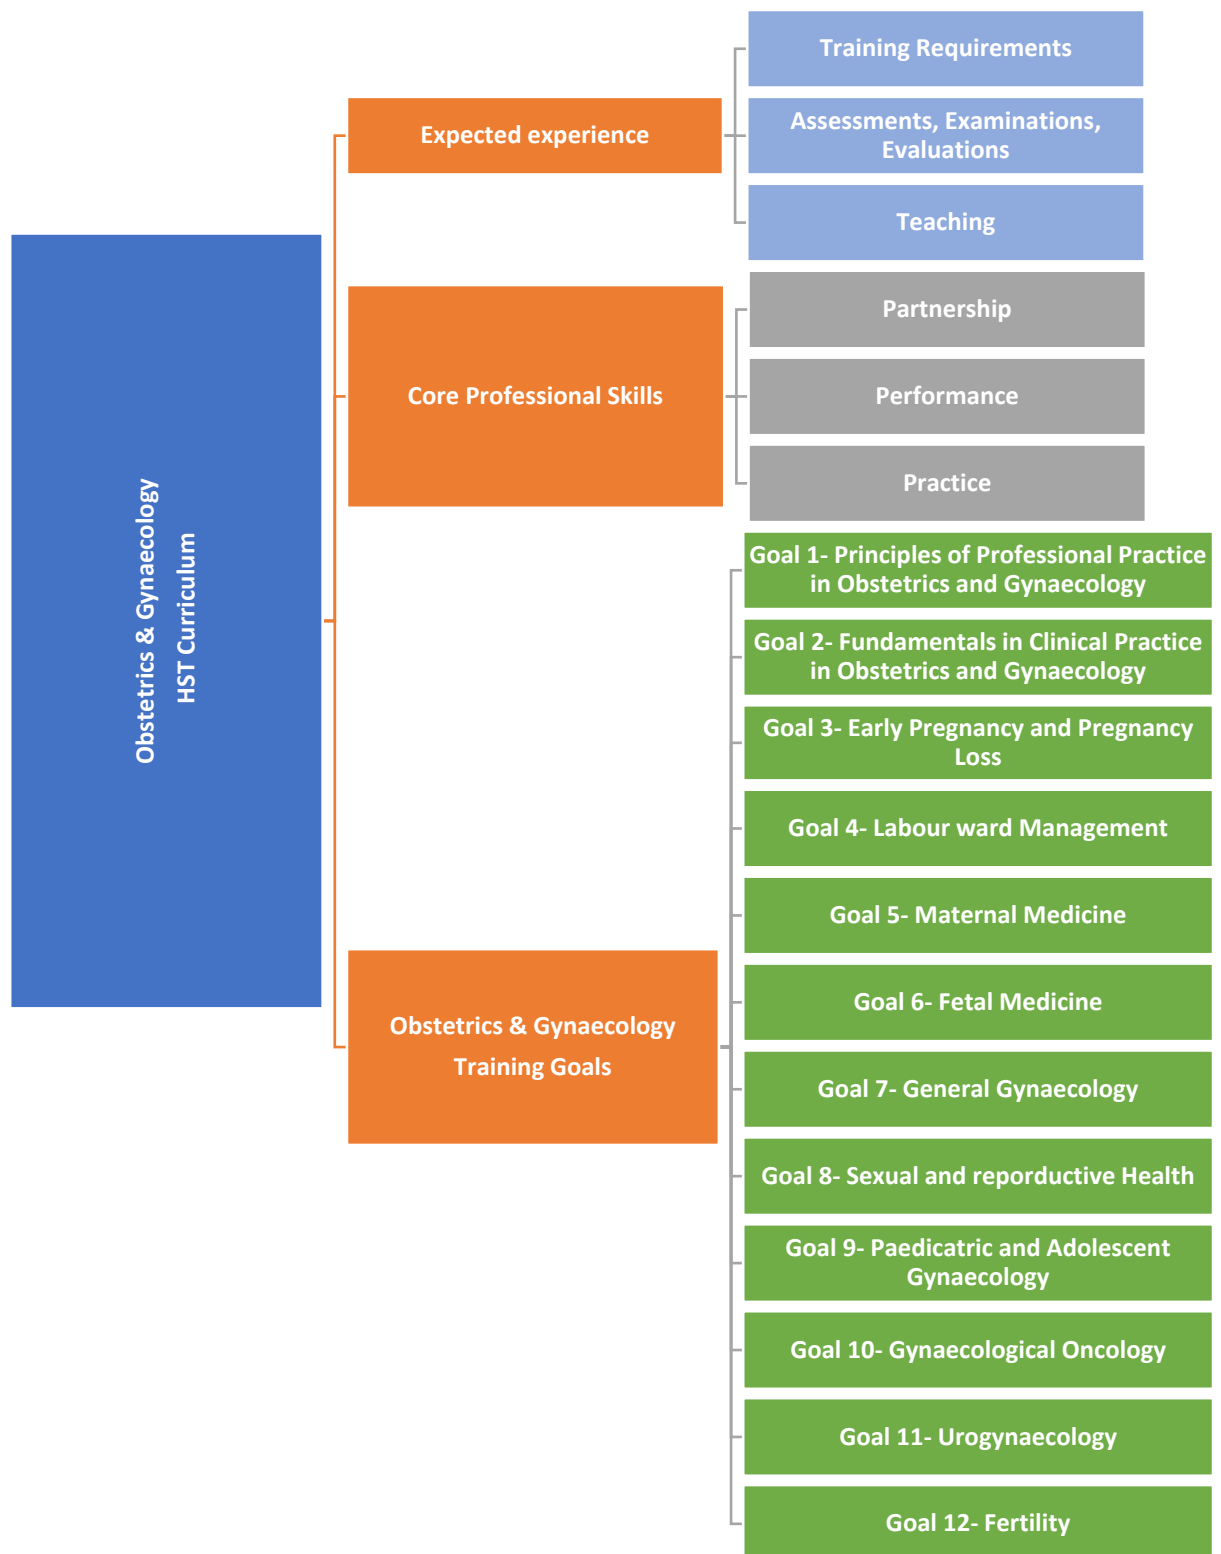 Obstetrics & Gynaecology
HST Curriculum
Expected experience
Training Requirements
Assessments, Examinations,
Evaluations
Teaching
Core Professional Skills
Partnership
Performance
Practice
Obstetrics & Gynaecology
Training Goals
Goal 1- Principles of Professional Practice
in Obstetrics and Gynaecology
Goal 2- Fundamentals in Clinical Practice
in Obstetrics and Gynaecology
Goal 3- Early Pregnancy and Pregnancy
Loss
Goal 4- Labour ward Management
Goal 5- Maternal Medicine
Goal 6- Fetal Medicine
Goal 7- General Gynaecology
Goal 8- Sexual and reporductive Health
Goal 9- Paedicatric and Adolescent
Gynaecology
Goal 10- Gynaecological Oncology
Goal 11- Urogynaecology
Goal 12- Fertility